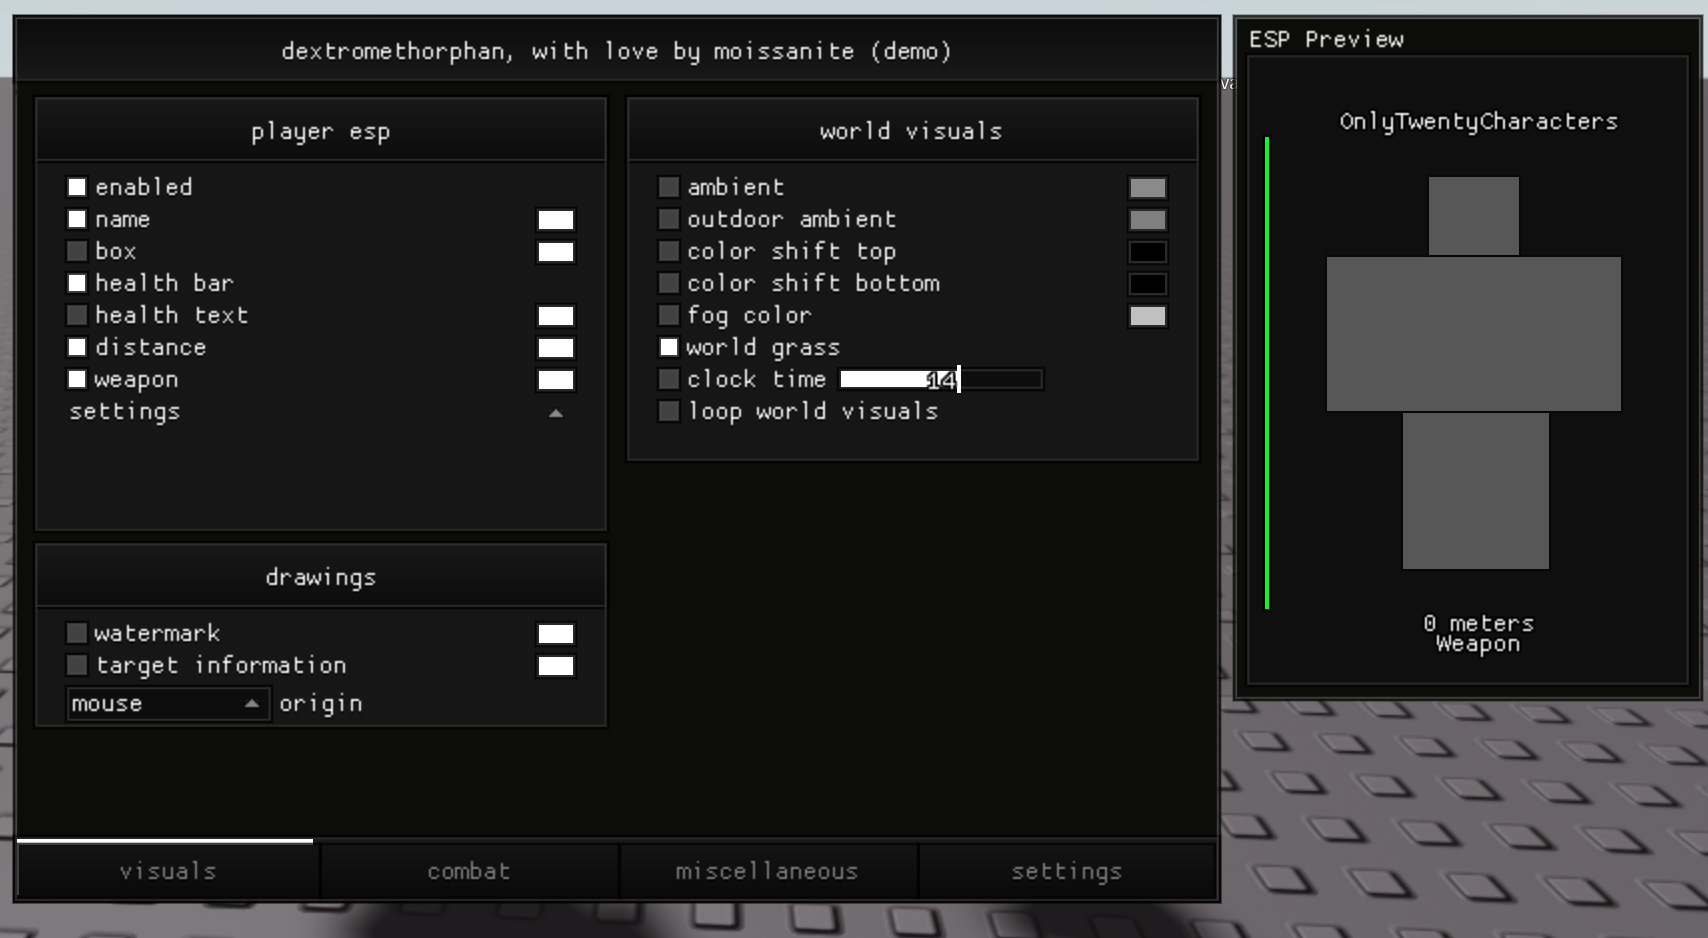 dextromethorphan, with love by moissanite (demo)
player esp
enabled
name
box
health bar
health text
distance
weapon
settings
drawings
watermark
target information
mouse origin
world visuals
ambient
outdoor ambient
color shift top
color shift bottom
fog color
world grass
clock time 14
loop world visuals
visuals combat miscellaneous settings
ESP Preview
OnlyTwentyCharacters
0 meters
Weapon